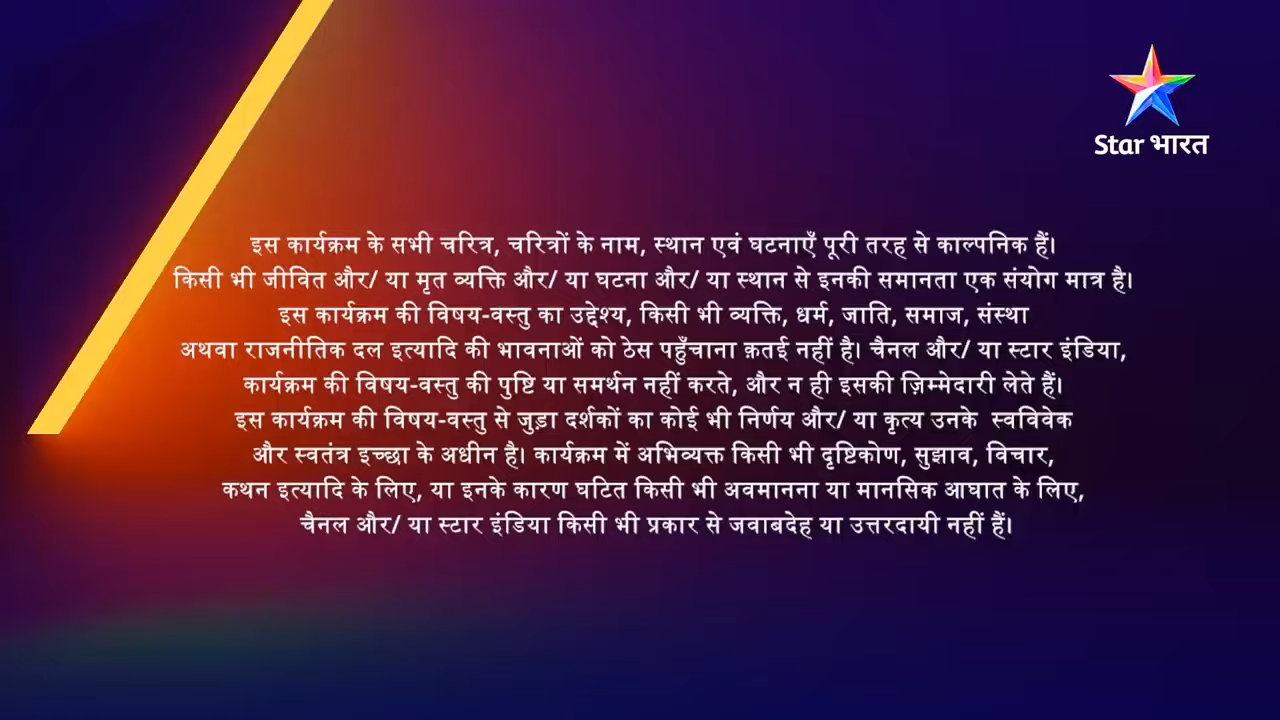 Star भारत
इस कार्यक्रम के सभी चरित्र, चरित्रों के नाम, स्थान एवं घटनाएँ पूरी तरह से काल्पनिक हैं।
किसी भी जीवित और/ या मृत व्यक्ति और/ या घटना और/ या स्थान से इनकी समानता एक संयोग मात्र है।
इस कार्यक्रम की विषय-वस्तु का उद्देश्य, किसी भी व्यक्ति, धर्म, जाति, समाज, संस्था
अथवा राजनीतिक दल इत्यादि की भावनाओं को ठेस पहुँचाना क़तई नहीं है। चैनल और/ या स्टार इंडिया,
कार्यक्रम की विषय-वस्तु की पुष्टि या समर्थन नहीं करते, और न ही इसकी ज़िम्मेदारी लेते हैं।
इस कार्यक्रम की विषय-वस्तु से जुड़ा दर्शकों का कोई भी निर्णय और/ या कृत्य उनके  स्वविवेक
और स्वतंत्र इच्छा के अधीन है। कार्यक्रम में अभिव्यक्त किसी भी दृष्टिकोण, सुझाव, विचार,
कथन इत्यादि के लिए, या इनके कारण घटित किसी भी अवमानना या मानसिक आघात के लिए,
चैनल और/ या स्टार इंडिया किसी भी प्रकार से जवाबदेह या उत्तरदायी नहीं हैं।